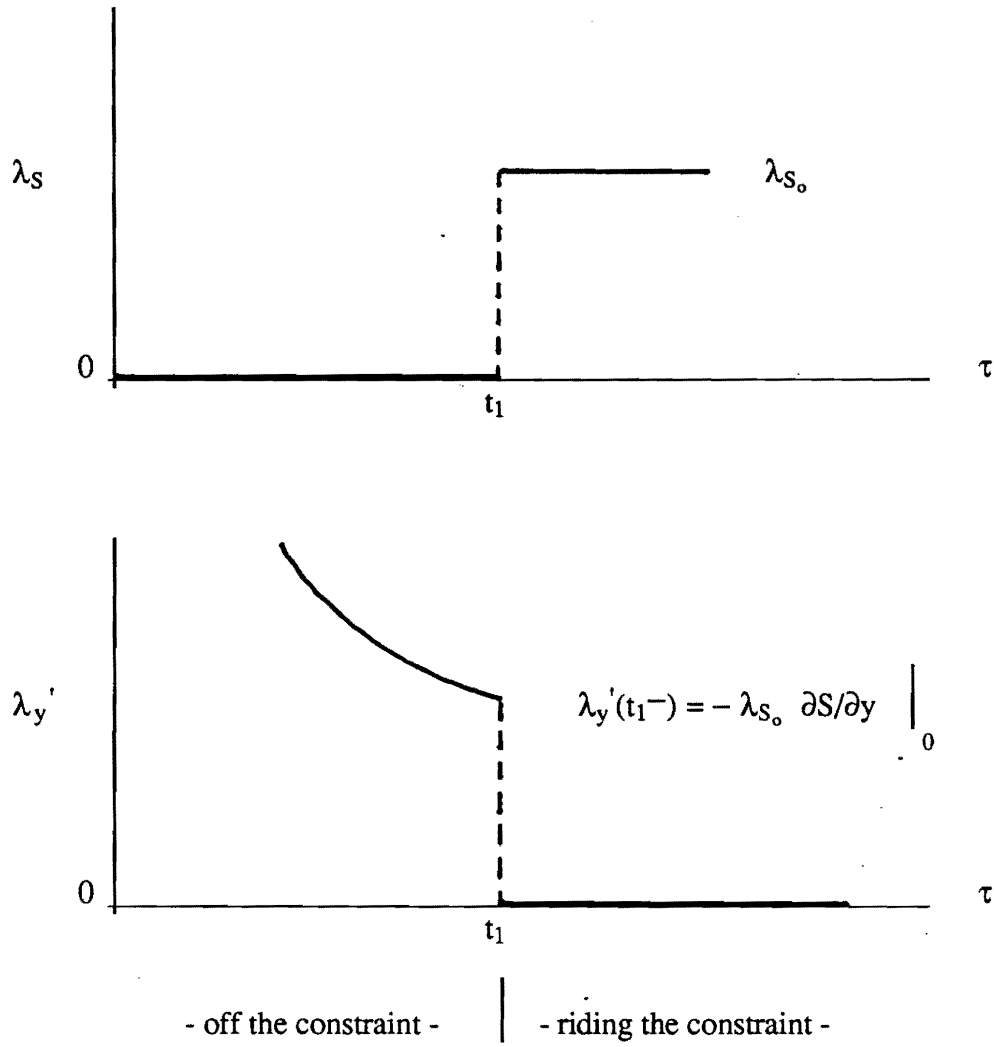 λS
λSₒ
0
τ
t₁
λy'
λy'(t₁−) = − λSₒ ∂S/∂y |₀
0
τ
t₁
- off the constraint - | - riding the constraint -